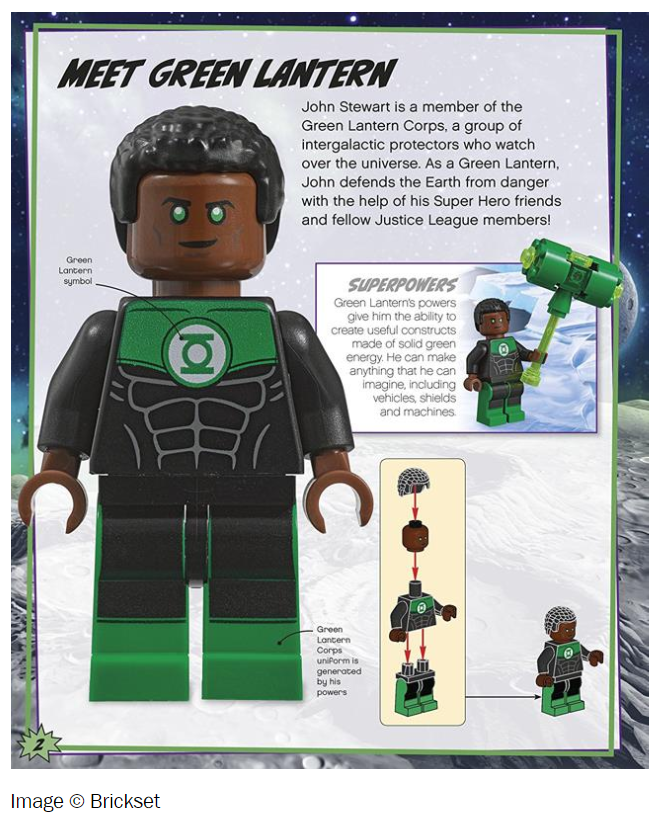 MEET GREEN LANTERN
John Stewart is a member of the
Green Lantern Corps, a group of
intergalactic protectors who watch
over the universe. As a Green Lantern,
John defends the Earth from danger
with the help of his Super Hero friends
and fellow Justice League members!
Green
Lantern
symbol
SUPERPOWERS
Green Lantern's powers
give him the ability to
create useful constructs
made of solid green
energy. He can make
anything that he can
imagine, including
vehicles, shields
and machines.
Green
Lantern
Corps
uniform is
generated
by his
powers
2
Image © Brickset